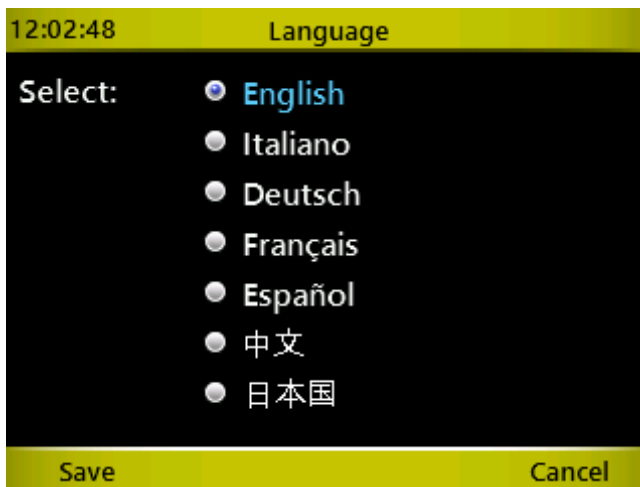 12:02:48 Language
Select: English
Italiano
Deutsch
Français
Español
中文
日本国
Save Cancel